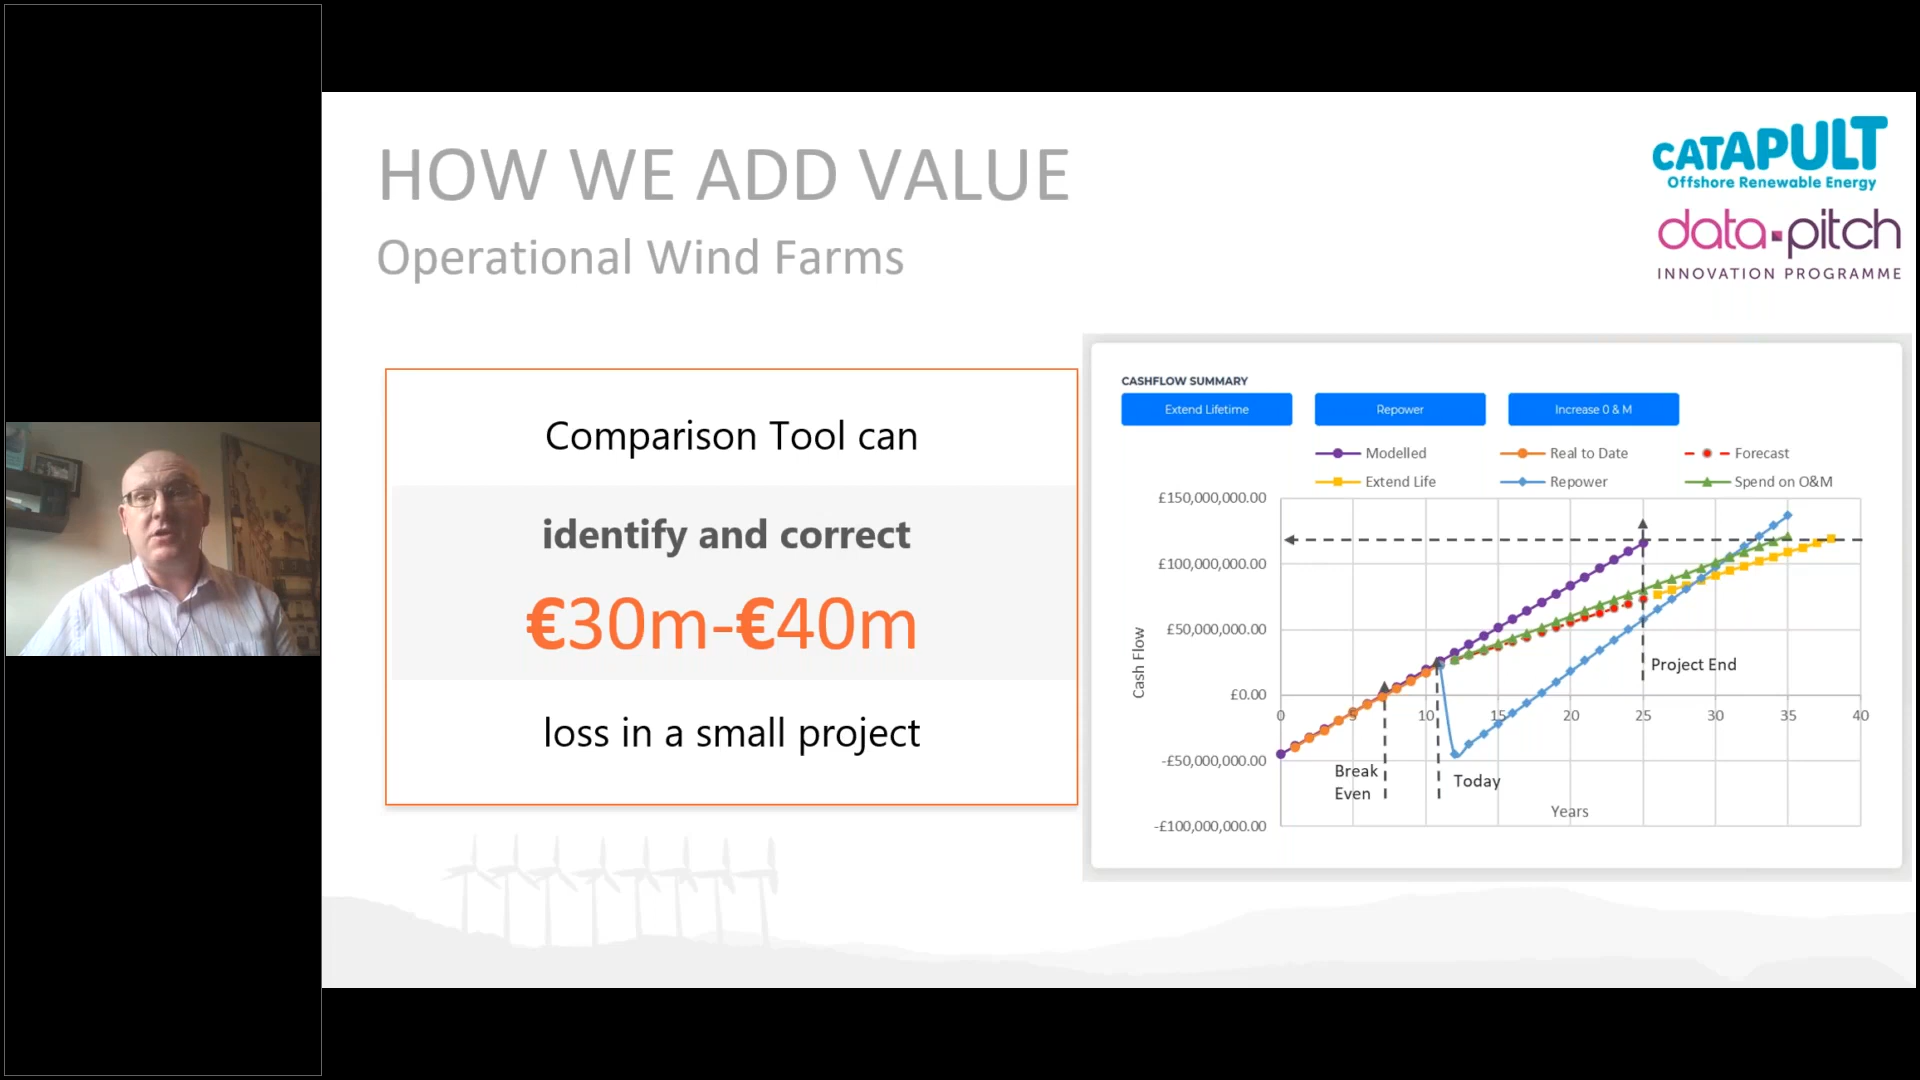 HOW WE ADD VALUE
Operational Wind Farms
CATAPULT
Offshore Renewable Energy
data pitch
INNOVATION PROGRAMME
Comparison Tool can
identify and correct
€30m-€40m
loss in a small project
CASHFLOW SUMMARY
Extend Lifetime
Repower
Increase 0 & M
Modelled
Real to Date
Forecast
Extend Life
Repower
Spend on O&M
£150,000,000.00
£100,000,000.00
£50,000,000.00
£0.00
-£50,000,000.00
-£100,000,000.00
Cash Flow
0 5 10 15 20 25 30 35 40
Project End
Break
Even
Today
Years